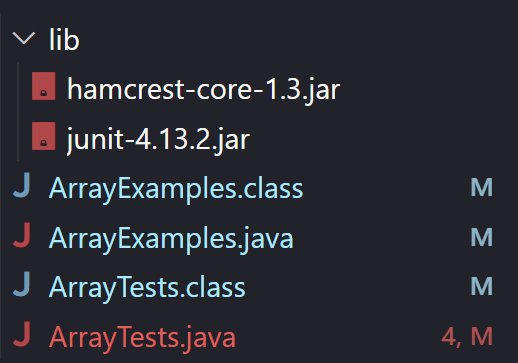 lib
hamcrest-core-1.3.jar
junit-4.13.2.jar
J ArrayExamples.class M
J ArrayExamples.java M
J ArrayTests.class M
J ArrayTests.java 4, M